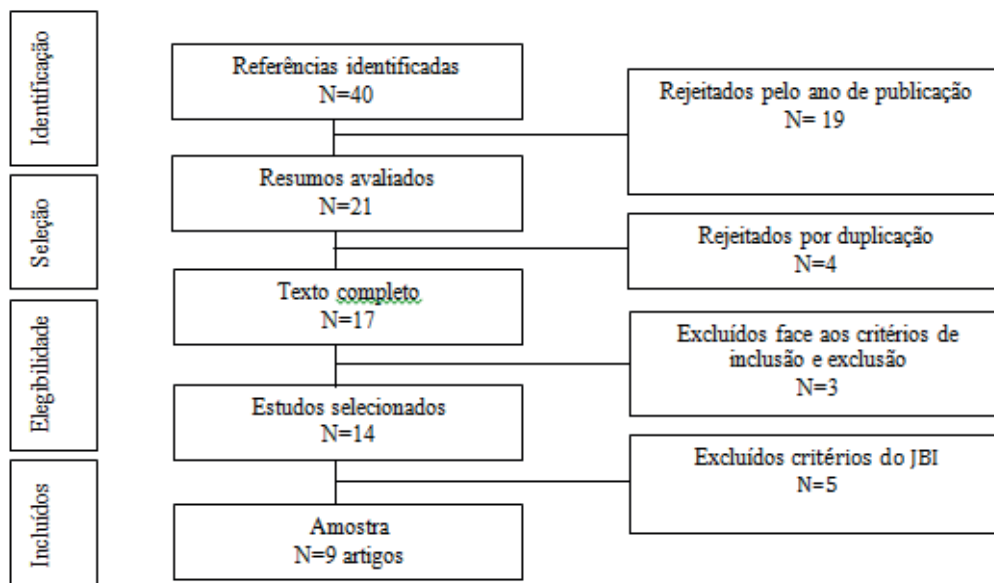 Identificação
Referências identificadas
N=40
Rejeitados pelo ano de publicação
N= 19
Seleção
Resumos avaliados
N=21
Rejeitados por duplicação
N=4
Elegibilidade
Texto completo
N=17
Excluídos face aos critérios de
inclusão e exclusão
N=3
Estudos selecionados
N=14
Excluídos critérios do JBI
N=5
Incluídos
Amostra
N=9 artigos